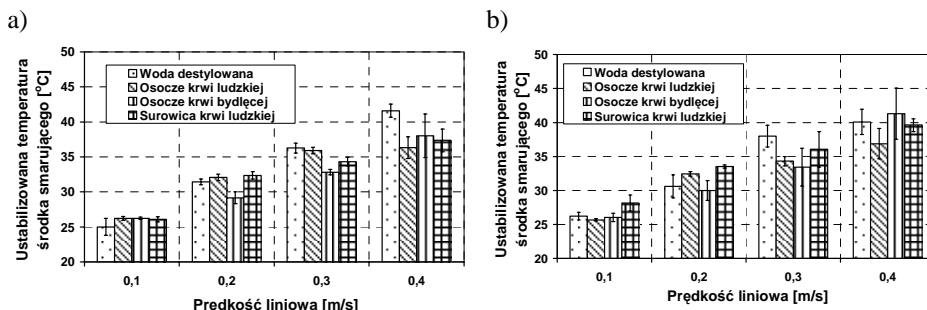 a)
Ustabilizowana temperatura
środka smarującego [°C]
50
45
40
35
30
25
20
Woda destylowana
Osocze krwi ludzkiej
Osocze krwi bydlęcej
Surowica krwi ludzkiej
0,1
0,2
0,3
0,4
Prędkość liniowa [m/s]
b)
Ustabilizowana temperatura
środka smarującego [°C]
50
45
40
35
30
25
20
Woda destylowana
Osocze krwi ludzkiej
Osocze krwi bydlęcej
Surowica krwi ludzkiej
0,1
0,2
0,3
0,4
Prędkość liniowa [m/s]